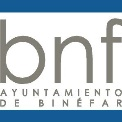 bnf
AYUNTAMIENTO
DE BINÉFAR